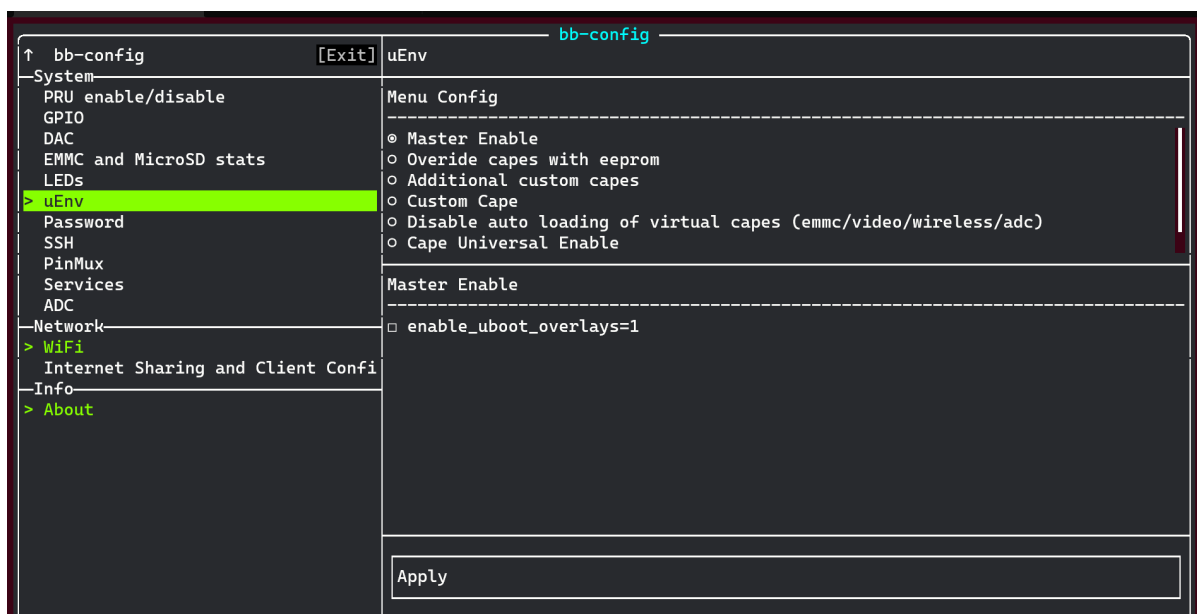 bb-config
↑ bb-config [Exit]
System
PRU enable/disable
GPIO
DAC
EMMC and MicroSD stats
LEDs
> uEnv
Password
SSH
PinMux
Services
ADC
Network
> WiFi
Internet Sharing and Client Confi
Info
> About
uEnv
Menu Config
Master Enable
Overide capes with eeprom
Additional custom capes
Custom Cape
Disable auto loading of virtual capes (emmc/video/wireless/adc)
Cape Universal Enable
Master Enable
enable_uboot_overlays=1
Apply